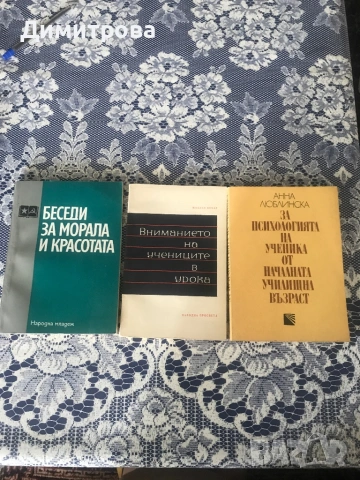 Димитрова
БЕСЕДИ
ЗА МОРАЛА
И КРАСОТАТА
Народна младеж
Вниманието
на
учениците
в
урока
АННА
ЛЮБЛИНСКА
ЗА
ПСИХОЛОГИЯТА
НА
УЧЕНИКА
ОТ
НАЧАЛНАТА
УЧИЛИЩНА
ВЪЗРАСТ